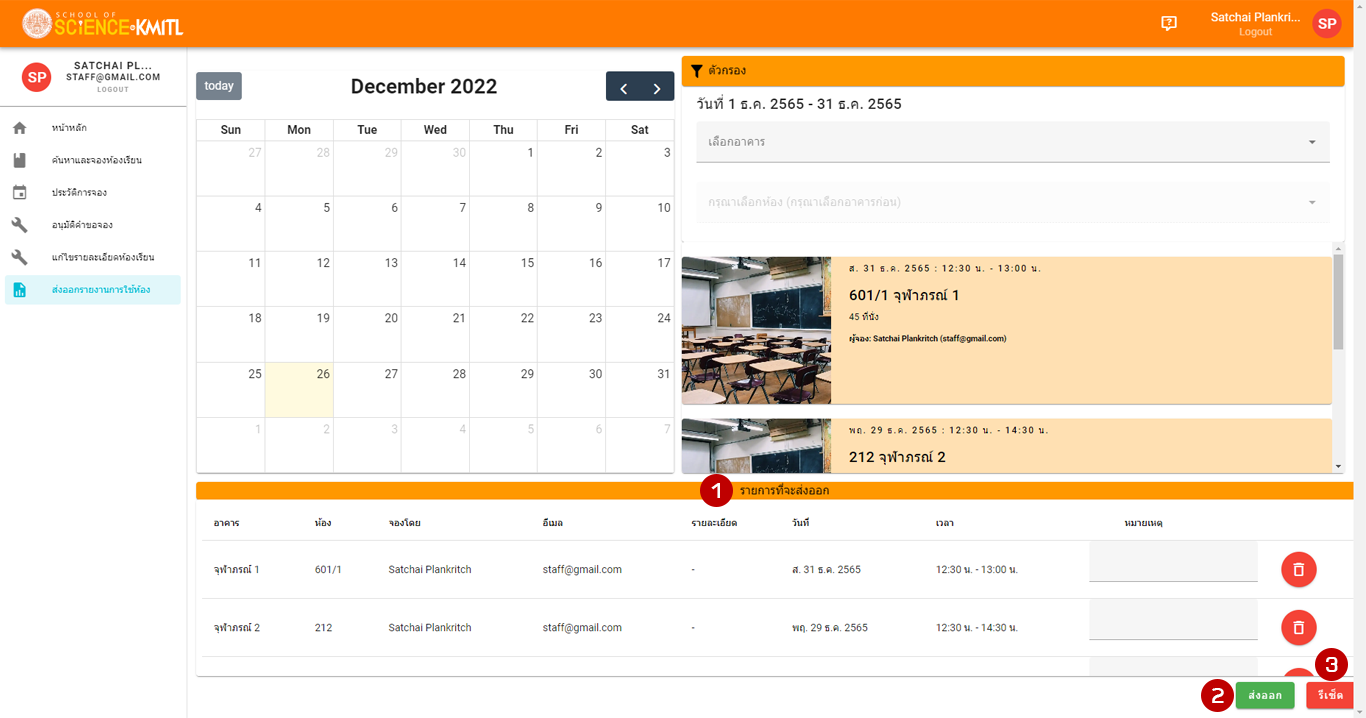 SCHOOL OF
SCIENCE KMITL
Satchai Plankri...
Logout
SP
SP
SATCHAI PL...
STAFF@GMAIL.COM
LOGOUT
หน้าหลัก
ค้นหาและจองห้องเรียน
ประวัติการจอง
อนุมัติคำขอจอง
แก้ไขรายละเอียดห้องเรียน
ส่งออกรายงานการใช้ห้อง
today
December 2022
Sun Mon Tue Wed Thu Fri Sat
27 28 29 30 1 2 3
4 5 6 7 8 9 10
11 12 13 14 15 16 17
18 19 20 21 22 23 24
25 26 27 28 29 30 31
1 2 3 4 5 6 7
ตัวกรอง
วันที่ 1 ธ.ค. 2565 - 31 ธ.ค. 2565
เลือกอาคาร
กรุณาเลือกห้อง (กรุณาเลือกอาคารก่อน)
ส. 31 ธ.ค. 2565 : 12:30 น. - 13:00 น.
601/1 จุฬาภรณ์ 1
45 ที่นั่ง
ผู้จอง: Satchai Plankritch (staff@gmail.com)
พฤ. 29 ธ.ค. 2565 : 12:30 น. - 14:30 น.
212 จุฬาภรณ์ 2
1 รายการที่จะส่งออก
อาคาร ห้อง จองโดย อีเมล รายละเอียด วันที่ เวลา หมายเหตุ
จุฬาภรณ์ 1 601/1 Satchai Plankritch staff@gmail.com - ส. 31 ธ.ค. 2565 12:30 น. - 13:00 น.
จุฬาภรณ์ 2 212 Satchai Plankritch staff@gmail.com - พฤ. 29 ธ.ค. 2565 12:30 น. - 14:30 น.
3
2 ส่งออก รีเซ็ต